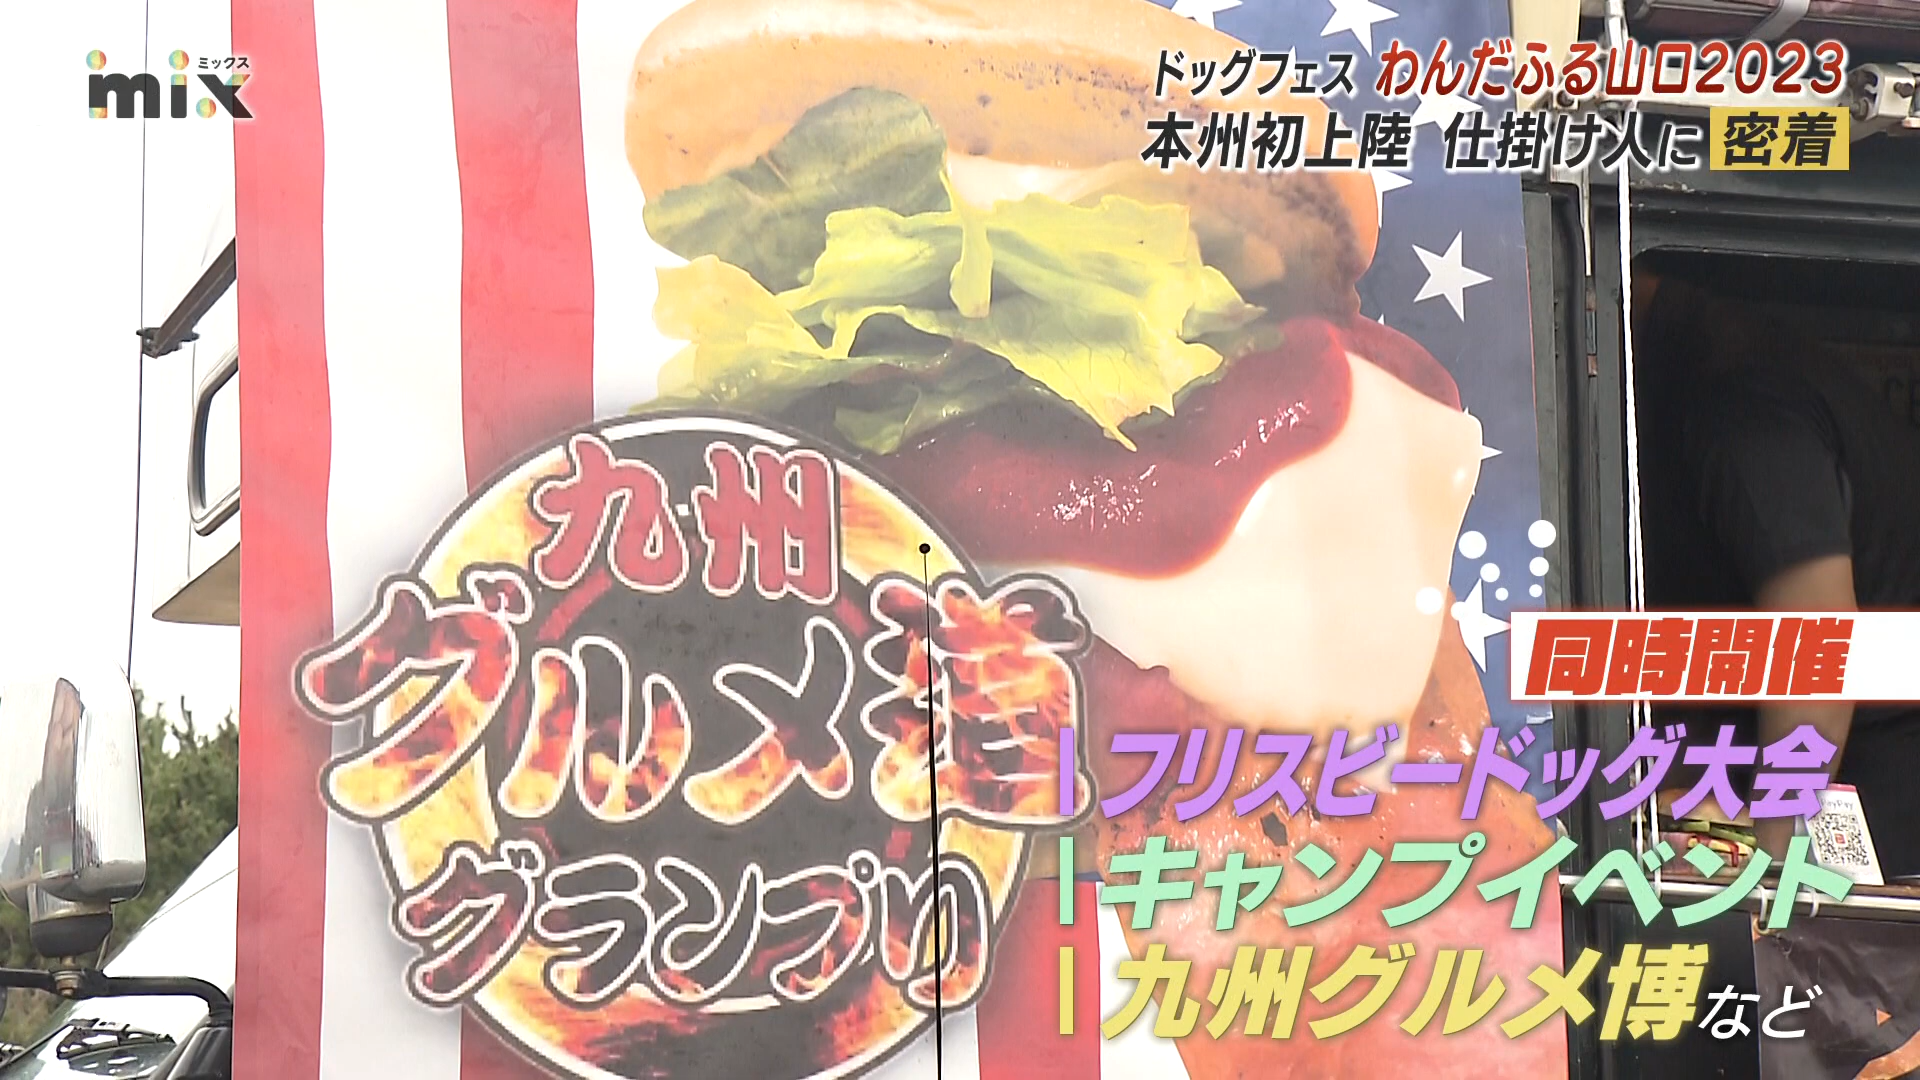 mix
ミックス
ドッグフェス わんだふる山口2023
本州初上陸 仕掛け人に 密着
九州
グルメ道
グランプリ
同時開催
フリスビードッグ大会
キャンプイベント
九州グルメ博など
PayPay